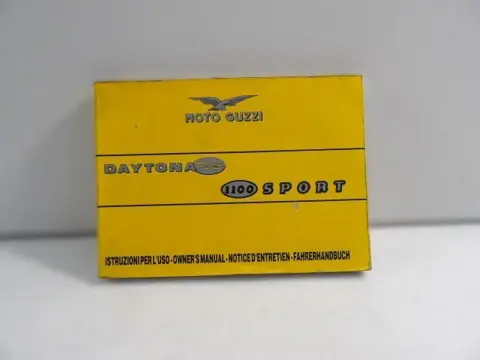 MOTO GUZZI
DAYTONA
1100 SPORT
ISTRUZIONI PER L'USO - OWNER'S MANUAL - NOTICE D'ENTRETIEN - FAHRERHANDBUCH